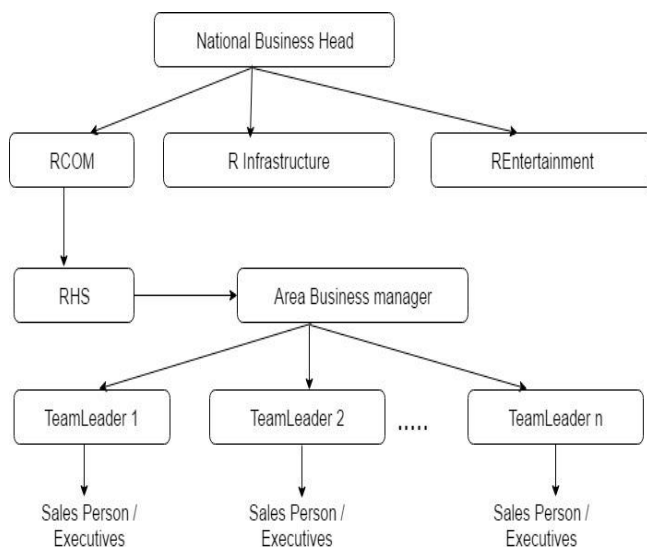 National Business Head
RCOM
R Infrastructure
REntertainment
RHS
Area Business manager
TeamLeader 1
TeamLeader 2
.....
TeamLeader n
Sales Person /
Executives
Sales Person /
Executives
Sales Person /
Executives